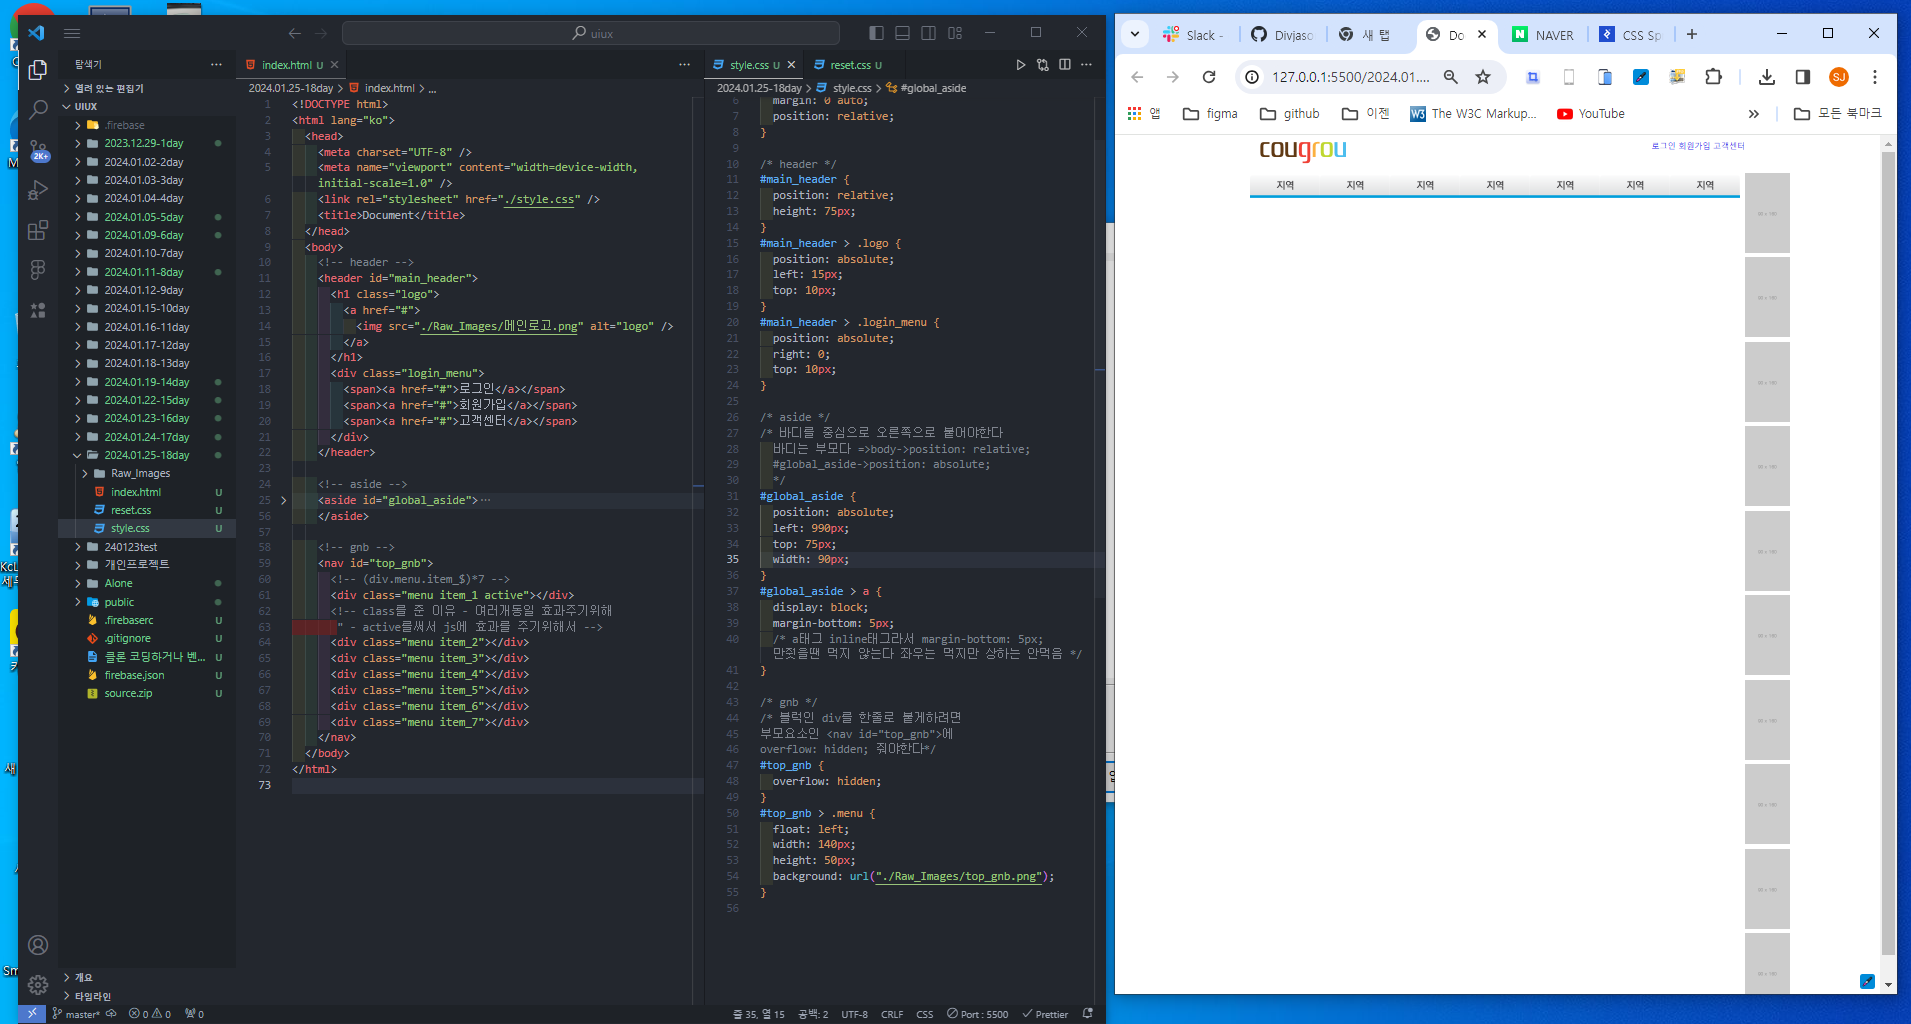 uiux
탐색기
열려 있는 편집기
UIUX
.firebase
2023.12.29-1day
2024.01.02-2day
2024.01.03-3day
2024.01.04-4day
2024.01.05-5day
2024.01.09-6day
2024.01.10-7day
2024.01.11-8day
2024.01.12-9day
2024.01.15-10day
2024.01.16-11day
2024.01.17-12day
2024.01.18-13day
2024.01.19-14day
2024.01.22-15day
2024.01.23-16day
2024.01.24-17day
2024.01.25-18day
Raw_Images
index.html U
reset.css U
style.css U
240123test
개인프로젝트
Alone
public
.firebaserc
.gitignore
클론 코딩하거나 벤... U
firebase.json U
source.zip U
개요
타임라인
2K+
index.html U
2024.01.25-18day > index.html > ...
1 <!DOCTYPE html>
2 <html lang="ko">
3 <head>
4 <meta charset="UTF-8" />
5 <meta name="viewport" content="width=device-width,
initial-scale=1.0" />
6 <link rel="stylesheet" href="./style.css" />
7 <title>Document</title>
8 </head>
9 <body>
10 <!-- header -->
11 <header id="main_header">
12 <h1 class="logo">
13 <a href="#">
14 <img src="./Raw_Images/메인로고.png" alt="logo" />
15 </a>
16 </h1>
17 <div class="login_menu">
18 <span><a href="#">로그인</a></span>
19 <span><a href="#">회원가입</a></span>
20 <span><a href="#">고객센터</a></span>
21 </div>
22 </header>
23
24 <!-- aside -->
25 <aside id="global_aside">⋯
56 </aside>
57
58 <!-- gnb -->
59 <nav id="top_gnb">
60 <!-- (div.menu.item_$)*7 -->
61 <div class="menu item_1 active"></div>
62 <!-- class를 준 이유 - 여러개동일 효과주기위해
63 " - active를써서 js에 효과를 주기위해서 -->
64 <div class="menu item_2"></div>
65 <div class="menu item_3"></div>
66 <div class="menu item_4"></div>
67 <div class="menu item_5"></div>
68 <div class="menu item_6"></div>
69 <div class="menu item_7"></div>
70 </nav>
71 </body>
72 </html>
73
style.css U
reset.css U
2024.01.25-18day > style.css > #global_aside
6 margin: 0 auto;
7 position: relative;
8 }
9
10 /* header */
11 #main_header {
12 position: relative;
13 height: 75px;
14 }
15 #main_header > .logo {
16 position: absolute;
17 left: 15px;
18 top: 10px;
19 }
20 #main_header > .login_menu {
21 position: absolute;
22 right: 0;
23 top: 10px;
24 }
25
26 /* aside */
27 /* 바디를 중심으로 오른쪽으로 붙어야한다
28 바디는 부모다 =>body->position: relative;
29 #global_aside->position: absolute;
30 */
31 #global_aside {
32 position: absolute;
33 left: 990px;
34 top: 75px;
35 width: 90px;
36 }
37 #global_aside > a {
38 display: block;
39 margin-bottom: 5px;
40 /* a태그 inline태그라서 margin-bottom: 5px;
만줫을땐 먹지 않는다 좌우는 먹지만 상하는 안먹음 */
41 }
42
43 /* gnb */
44 /* 블럭인 div를 한줄로 붙게하려면
45 부모요소인 <nav id="top_gnb">에
46 overflow: hidden; 줘야한다*/
47 #top_gnb {
48 overflow: hidden;
49 }
50 #top_gnb > .menu {
51 float: left;
52 width: 140px;
53 height: 50px;
54 background: url("./Raw_Images/top_gnb.png");
55 }
56
master* 0 0 0
줄 35, 열 15 공백: 2 UTF-8 CRLF CSS Port : 5500 Prettier
Slack - Divjaso 새 탭 Do NAVER CSS Sp
127.0.0.1:5500/2024.01.... SJ
앱 figma github 이젠 The W3C Markup... YouTube 모든 북마크
cougrou
로그인 회원가입 고객센터
지역 지역 지역 지역 지역 지역 지역